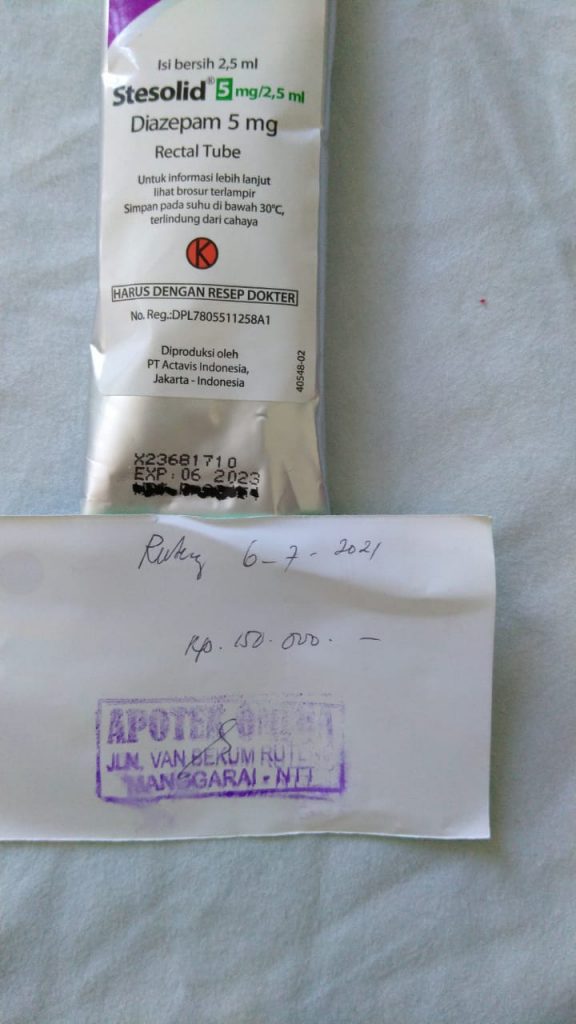 Isi bersih 2,5 ml
Stesolid® 5 mg/2,5 ml
Diazepam 5 mg
Rectal Tube
Untuk informasi lebih lanjut
lihat brosur terlampir
Simpan pada suhu di bawah 30°C,
terlindung dari cahaya
K
HARUS DENGAN RESEP DOKTER
No. Reg.:DPL7805511258A1
Diproduksi oleh
PT Actavis Indonesia,
Jakarta - Indonesia
40548-02
X23681710
EXP: 06 2023
Ruteng 6-7-2021
Rp. 150.000. —
APOTEK
JLN. VAN BEKUM RUTENG
MANGGARAI - NTT